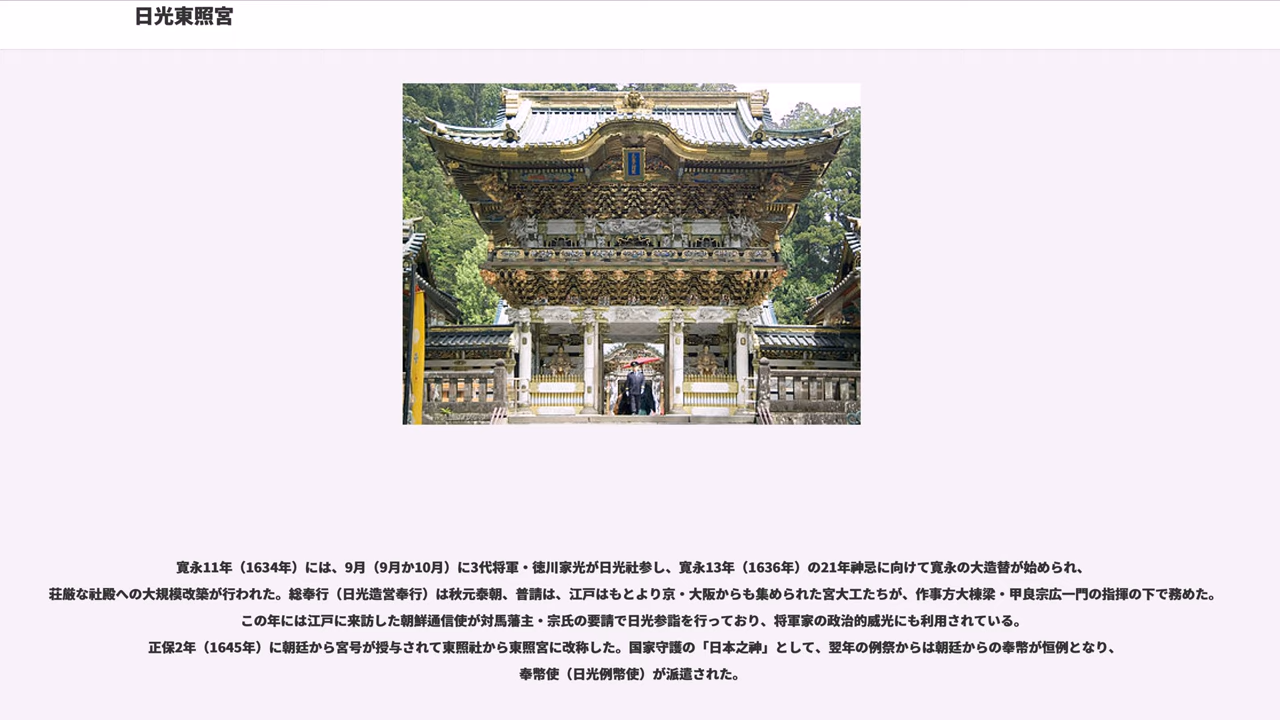 日光東照宮
寛永11年（1634年）には、9月（9月か10月）に3代将軍・徳川家光が日光社参し、寛永13年（1636年）の21年神忌に向けて寛永の大造替が始められ、
荘厳な社殿への大規模改築が行われた。総奉行（日光造営奉行）は秋元泰朝、普請は、江戸はもとより京・大阪からも集められた宮大工たちが、作事方大棟梁・甲良宗広一門の指揮の下で務めた。
この年には江戸に来訪した朝鮮通信使が対馬藩主・宗氏の要請で日光参詣を行っており、将軍家の政治的威光にも利用されている。
正保2年（1645年）に朝廷から宮号が授与されて東照社から東照宮に改称した。国家守護の「日本之神」として、翌年の例祭からは朝廷からの奉幣が恒例となり、
奉幣使（日光例幣使）が派遣された。